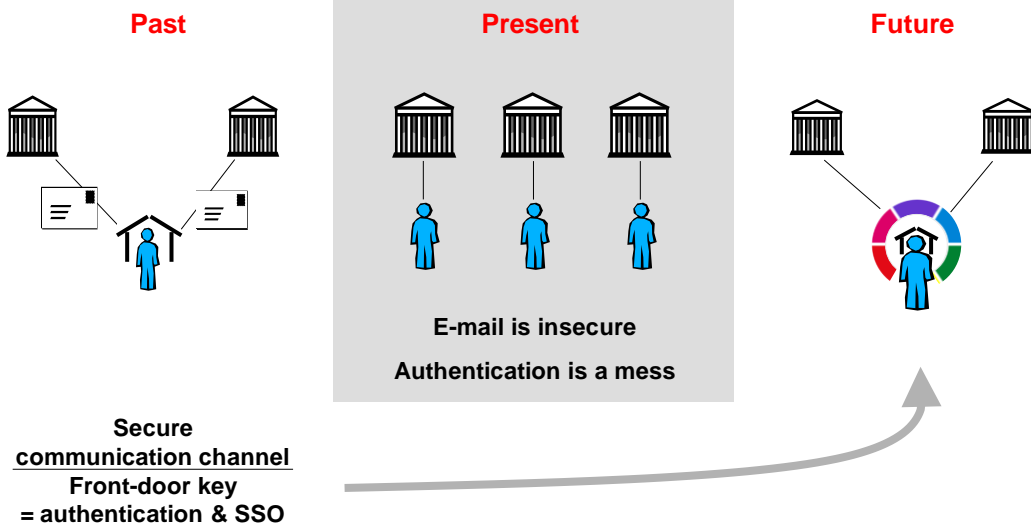 Past
Present
Future
E-mail is insecure
Authentication is a mess
Secure
communication channel
Front-door key
= authentication & SSO